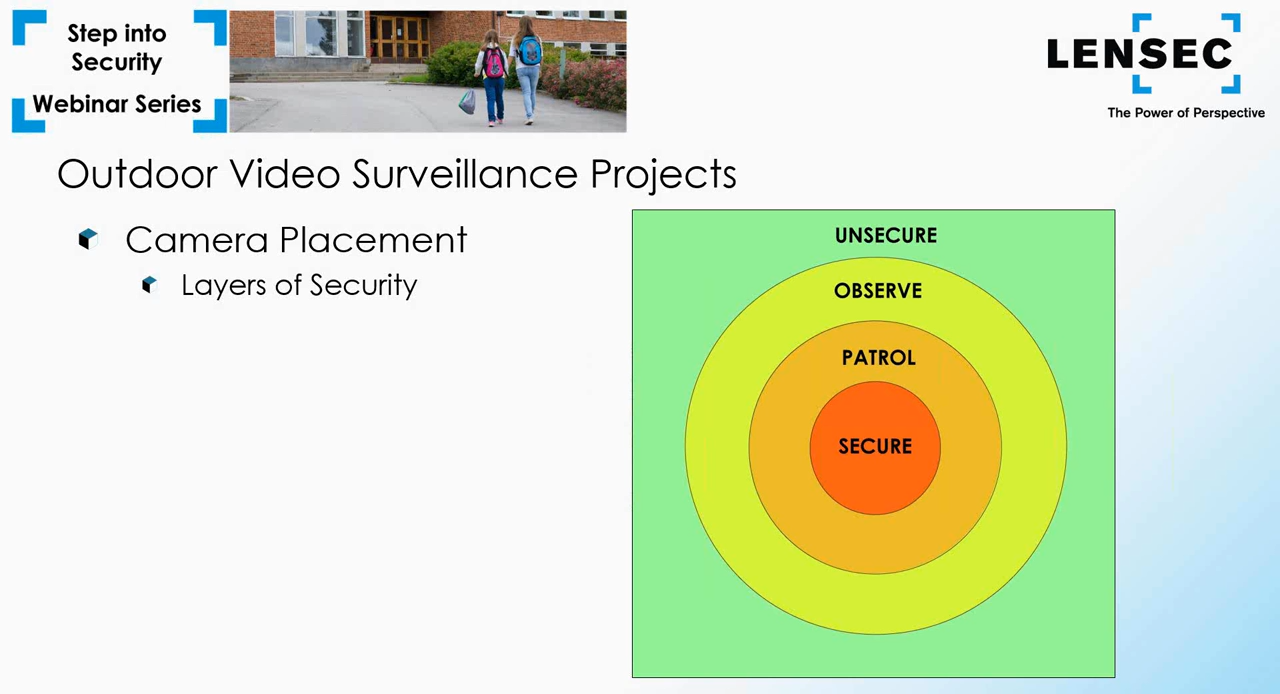 Step into
Security
Webinar Series
LENSEC
The Power of Perspective
Outdoor Video Surveillance Projects
Camera Placement
Layers of Security
UNSECURE
OBSERVE
PATROL
SECURE